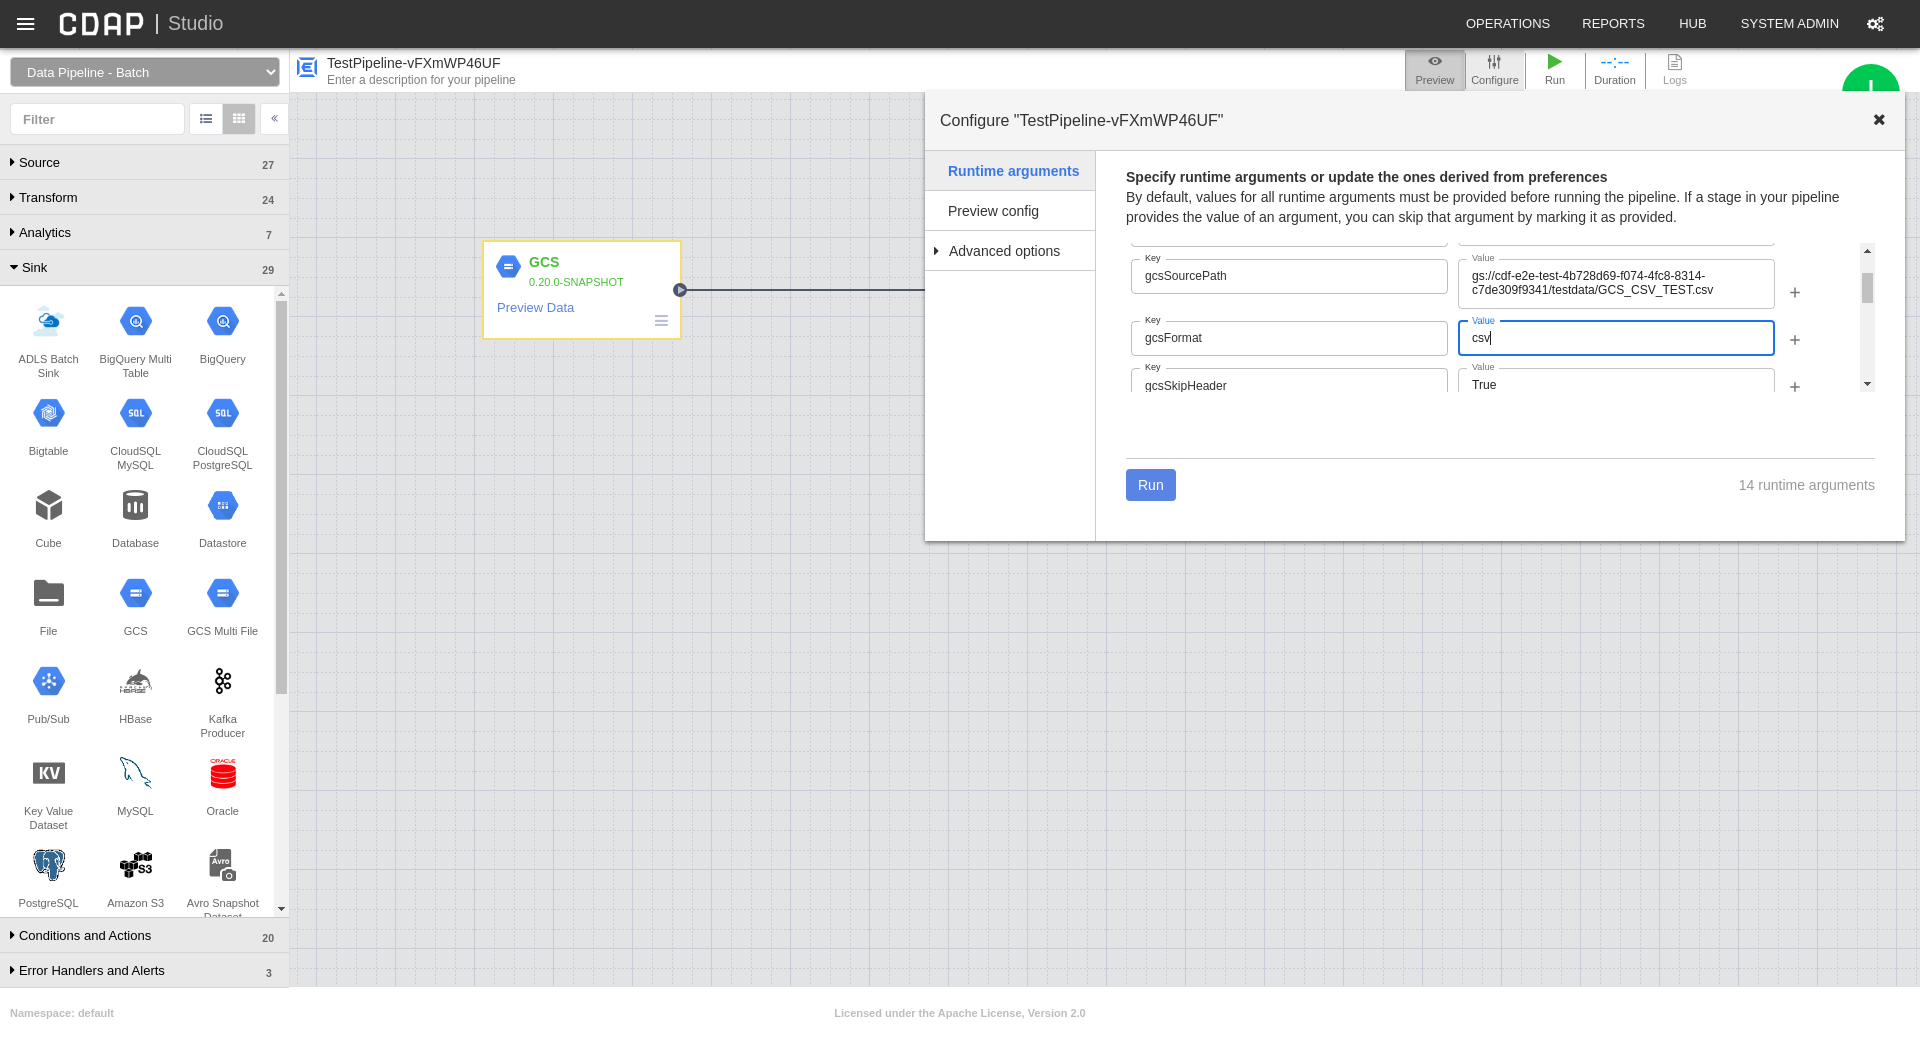 CDAP | Studio
OPERATIONS
REPORTS
HUB
SYSTEM ADMIN
Data Pipeline - Batch
TestPipeline-vFXmWP46UF
Enter a description for your pipeline
Preview
Configure
Run
--:--
Duration
Logs
Filter
Source
27
Transform
24
Analytics
7
Sink
29
ADLS Batch
Sink
BigQuery Multi
Table
BigQuery
SQL
SQL
Bigtable
CloudSQL
MySQL
CloudSQL
PostgreSQL
Cube
Database
Datastore
File
GCS
GCS Multi File
HBASE
Pub/Sub
HBase
Kafka
Producer
KV
ORACLE
Key Value
Dataset
MySQL
Oracle
S3
Avro
PostgreSQL
Amazon S3
Avro Snapshot
Dataset
Conditions and Actions
20
Error Handlers and Alerts
3
GCS
0.20.0-SNAPSHOT
Preview Data
Configure "TestPipeline-vFXmWP46UF"
Runtime arguments
Preview config
Advanced options
Specify runtime arguments or update the ones derived from preferences
By default, values for all runtime arguments must be provided before running the pipeline. If a stage in your pipeline
provides the value of an argument, you can skip that argument by marking it as provided.
Key
gcsSourcePath
Value
gs://cdf-e2e-test-4b728d69-f074-4fc8-8314-
c7de309f9341/testdata/GCS_CSV_TEST.csv
Key
gcsFormat
Value
csv
Key
gcsSkipHeader
Value
True
Run
14 runtime arguments
Namespace: default
Licensed under the Apache License, Version 2.0